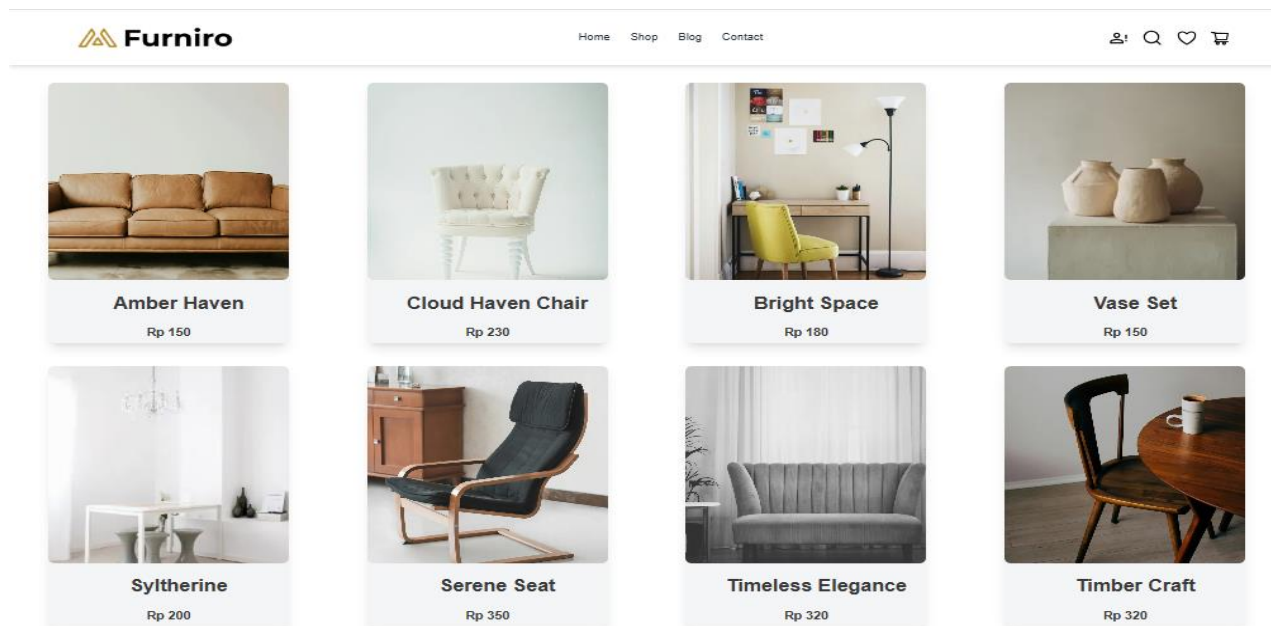 Furniro
Home Shop Blog Contact
Amber Haven Cloud Haven Chair Bright Space Vase Set
Rp 150 Rp 230 Rp 180 Rp 150
Syltherine Serene Seat Timeless Elegance Timber Craft
Rp 200 Rp 350 Rp 320 Rp 320